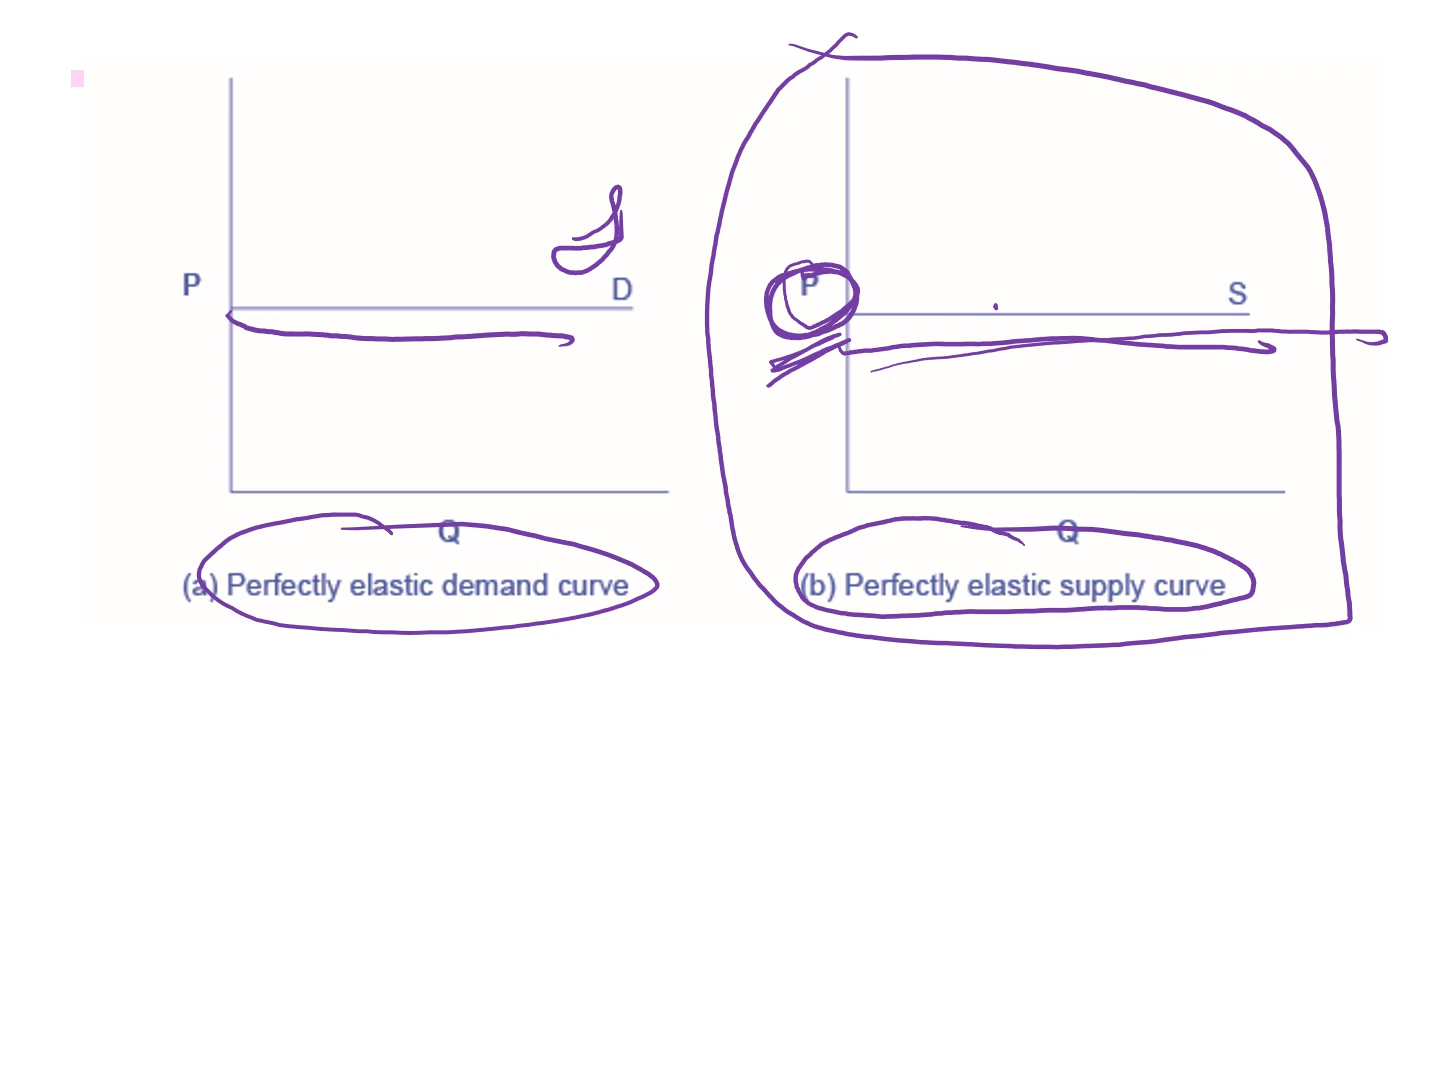 P
D
Q
(a) Perfectly elastic demand curve
P
S
Q
(b) Perfectly elastic supply curve